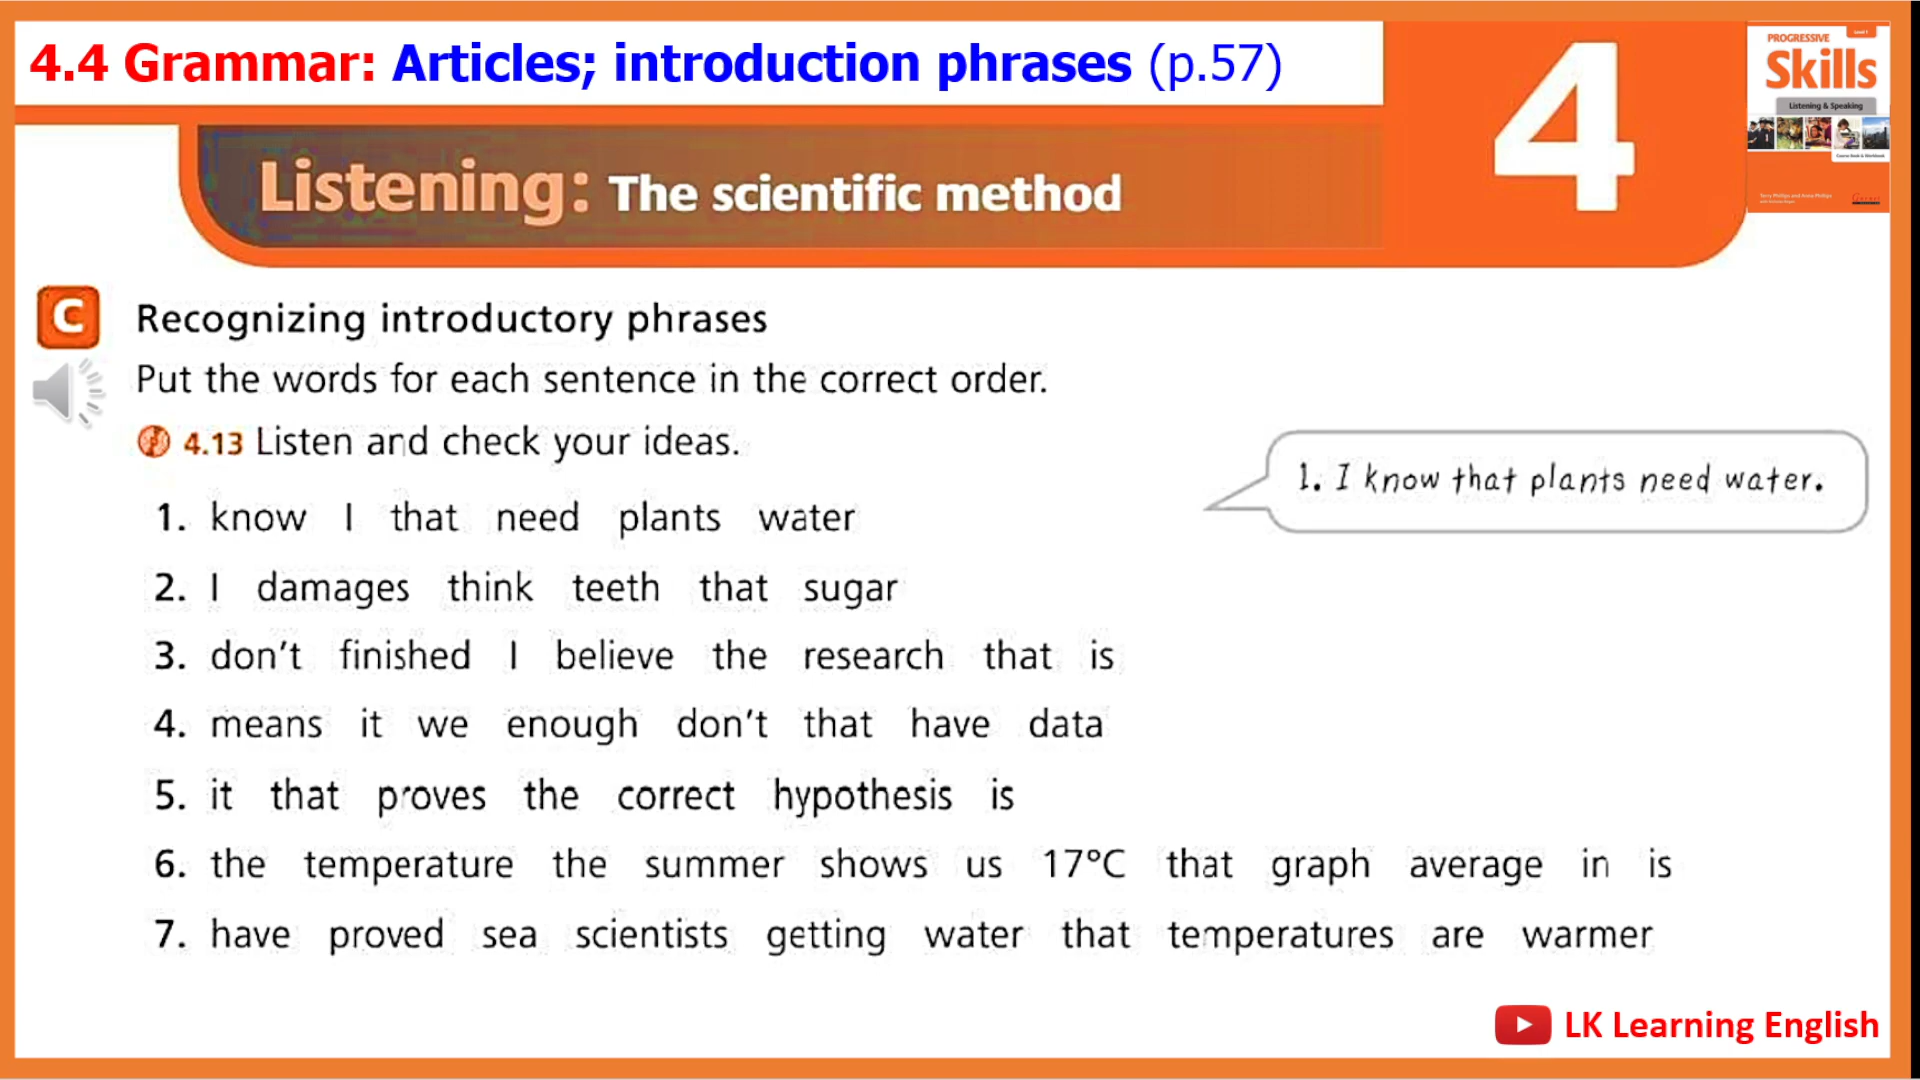 4.4 Grammar: Articles; introduction phrases (p.57)
4
PROGRESSIVE
Skills
Listening & Speaking
Listening: The scientific method
C Recognizing introductory phrases
Put the words for each sentence in the correct order.
4.13 Listen and check your ideas.
1. I know that plants need water.
1. know I that need plants water
2. I damages think teeth that sugar
3. don't finished I believe the research that is
4. means it we enough don't that have data
5. it that proves the correct hypothesis is
6. the temperature the summer shows us 17°C that graph average in is
7. have proved sea scientists getting water that temperatures are warmer
LK Learning English